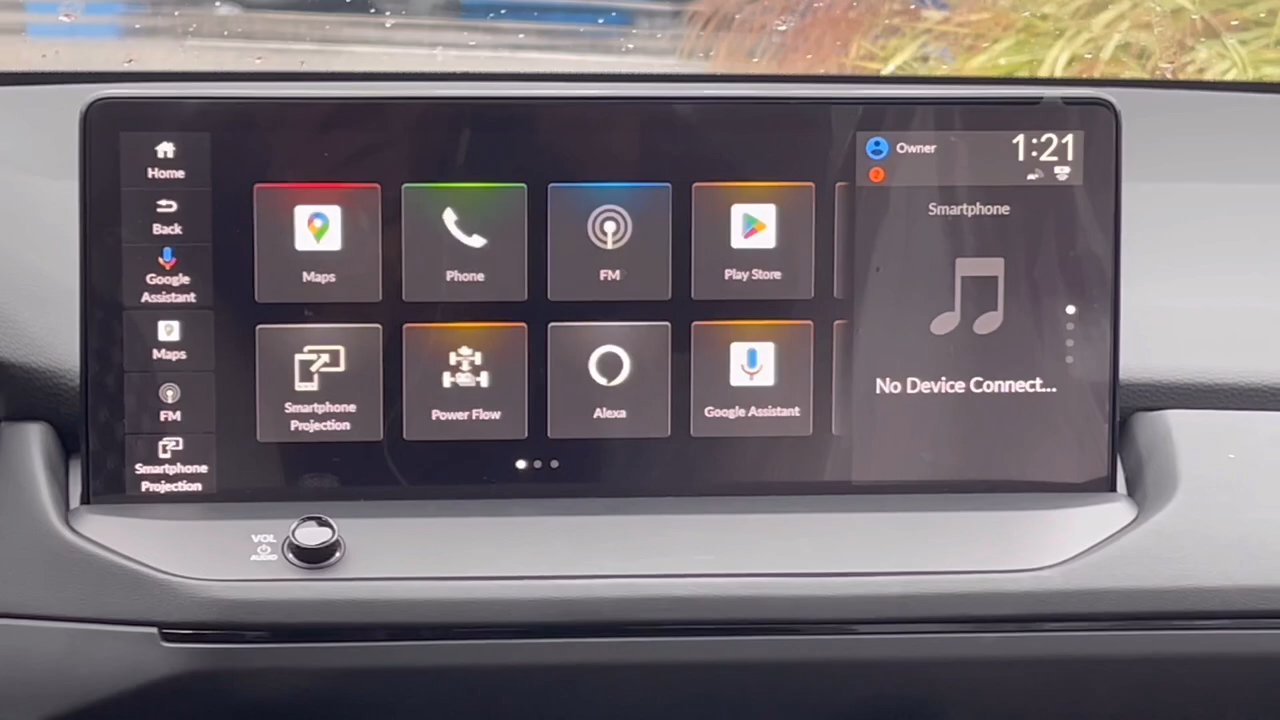 Home
Back
Google
Assistant
Maps
FM
Smartphone
Projection
Maps
Phone
FM
Play Store
Smartphone
Projection
Power Flow
Alexa
Google Assistant
Owner
1:21
2
Smartphone
No Device Connect...
VOL
AUDIO